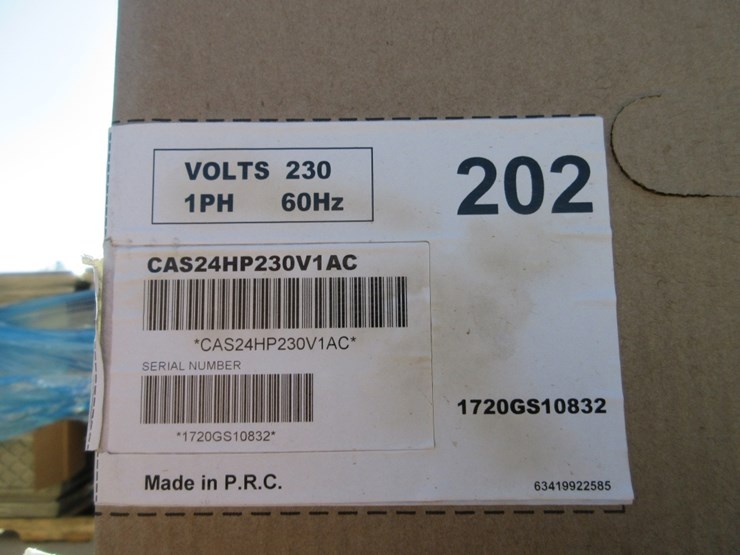 VOLTS 230
1PH 60Hz
202
CAS24HP230V1AC
*CAS24HP230V1AC*
SERIAL NUMBER
*1720GS10832*
1720GS10832
Made in P.R.C.
63419922585